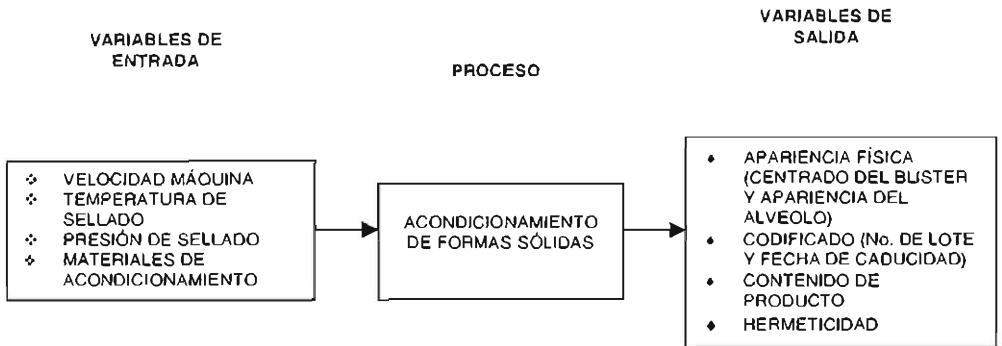 VARIABLES DE
ENTRADA
PROCESO
VARIABLES DE
SALIDA
❖ VELOCIDAD MÁQUINA
❖ TEMPERATURA DE
SELLADO
❖ PRESIÓN DE SELLADO
❖ MATERIALES DE
ACONDICIONAMIENTO
ACONDICIONAMIENTO
DE FORMAS SÓLIDAS
♦ APARIENCIA FÍSICA
(CENTRADO DEL BLISTER
Y APARIENCIA DEL
ALVEOLO)
♦ CODIFICADO (No. DE LOTE
Y FECHA DE CADUCIDAD)
♦ CONTENIDO DE
PRODUCTO
♦ HERMETICIDAD